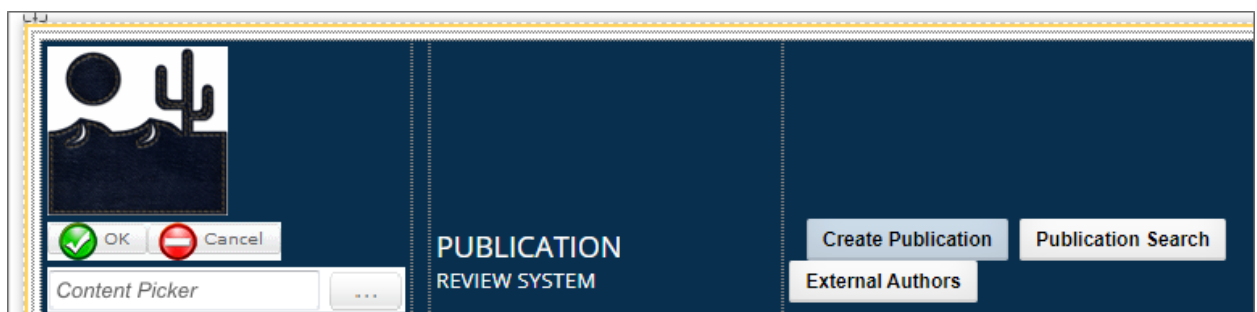 OK Cancel
Content Picker ...
PUBLICATION
REVIEW SYSTEM
Create Publication Publication Search
External Authors